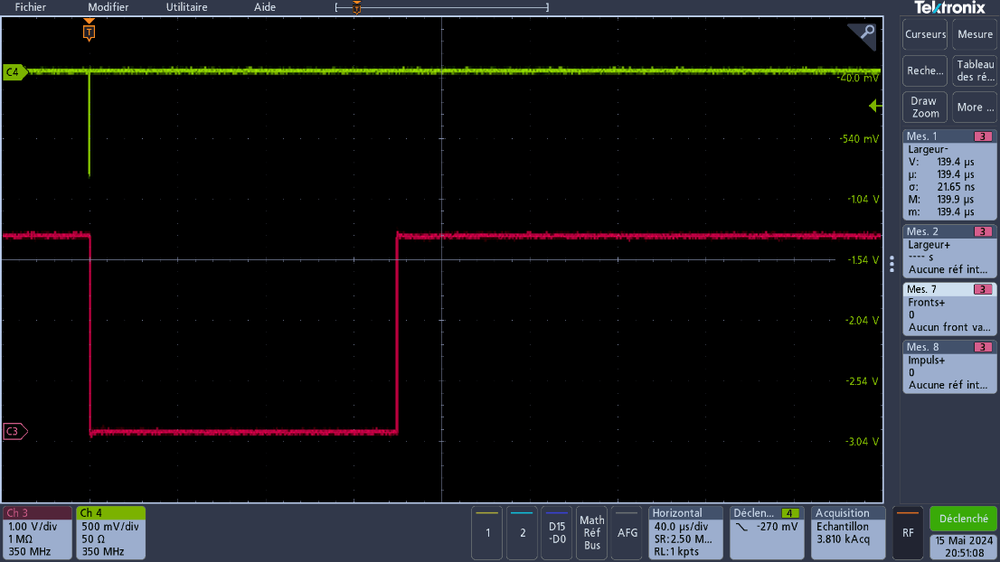 Fichier Modifier Utilitaire Aide
Tektronix
T
T
C4
-40.0 mV
-540 mV
-1.04 V
-1.54 V
-2.04 V
-2.54 V
-3.04 V
C3
Curseurs Mesure
Reche... Tableau
des ré...
Draw
Zoom
More ...
Mes. 1 3
Largeur-
V: 139.4 µs
µ: 139.4 µs
σ: 21.65 ns
M: 139.9 µs
m: 139.4 µs
Mes. 2 3
Largeur+
---- s
Aucune réf int...
Mes. 7 3
Fronts+
0
Aucun front va...
Mes. 8 3
Impuls+
0
Aucune réf int...
Ch 3
1.00 V/div
1 MΩ
350 MHz
Ch 4
500 mV/div
50 Ω
350 MHz
1
2
D15
-D0
Math
Réf
Bus
AFG
Horizontal
40.0 µs/div
SR:2.50 M...
RL:1 kpts
Déclen... 4
-270 mV
Acquisition
Echantillon
3.810 kAcq
RF
Déclenché
15 Mai 2024
20:51:08